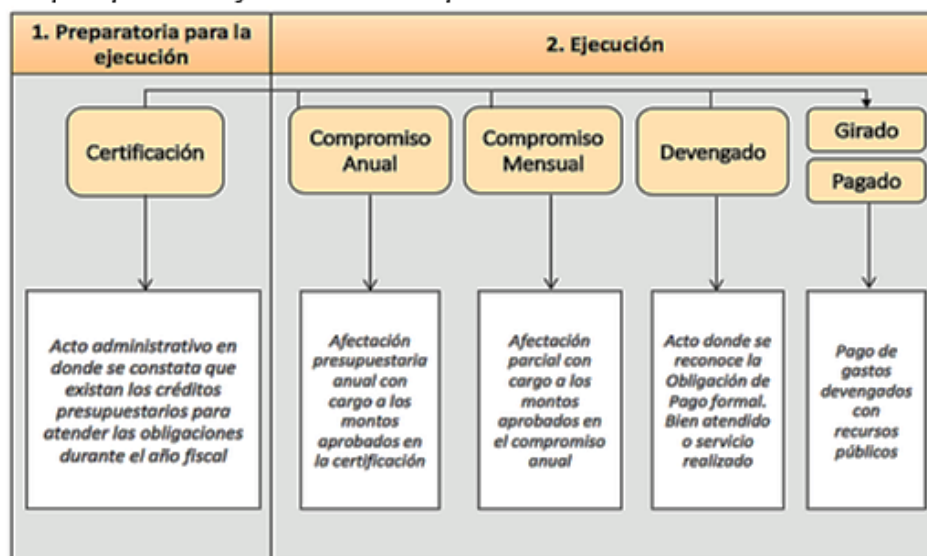 1. Preparatoria para la
ejecución
2. Ejecución
Certificación
Compromiso
Anual
Compromiso
Mensual
Devengado
Girado
Pagado
Acto administrativo en
donde se constata que
existan los créditos
presupuestarios para
atender las obligaciones
durante el año fiscal
Afectación
presupuestaria
anual con
cargo a los
montos
aprobados en
la certificación
Afectación
parcial con
cargo a los
montos
aprobados en
el compromiso
anual
Acto donde se
reconoce la
Obligación de
Pago formal.
Bien atendido
o servicio
realizado
Pago de
gastos
devengados
con
recursos
públicos